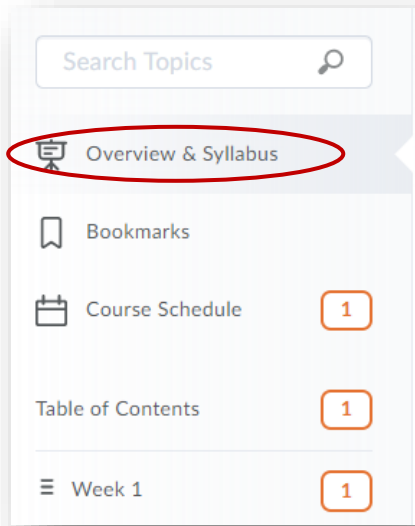 Search Topics
Overview & Syllabus
Bookmarks
Course Schedule 1
Table of Contents 1
Week 1 1